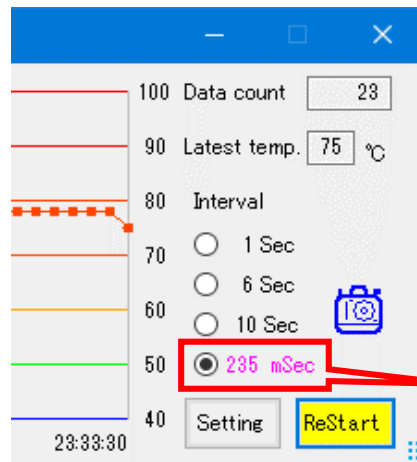 100 Data count 23
90 Latest temp. 75 ℃
80 Interval
1 Sec
70
6 Sec
60
10 Sec
50 235 mSec
40 Setting ReStart
23:33:30